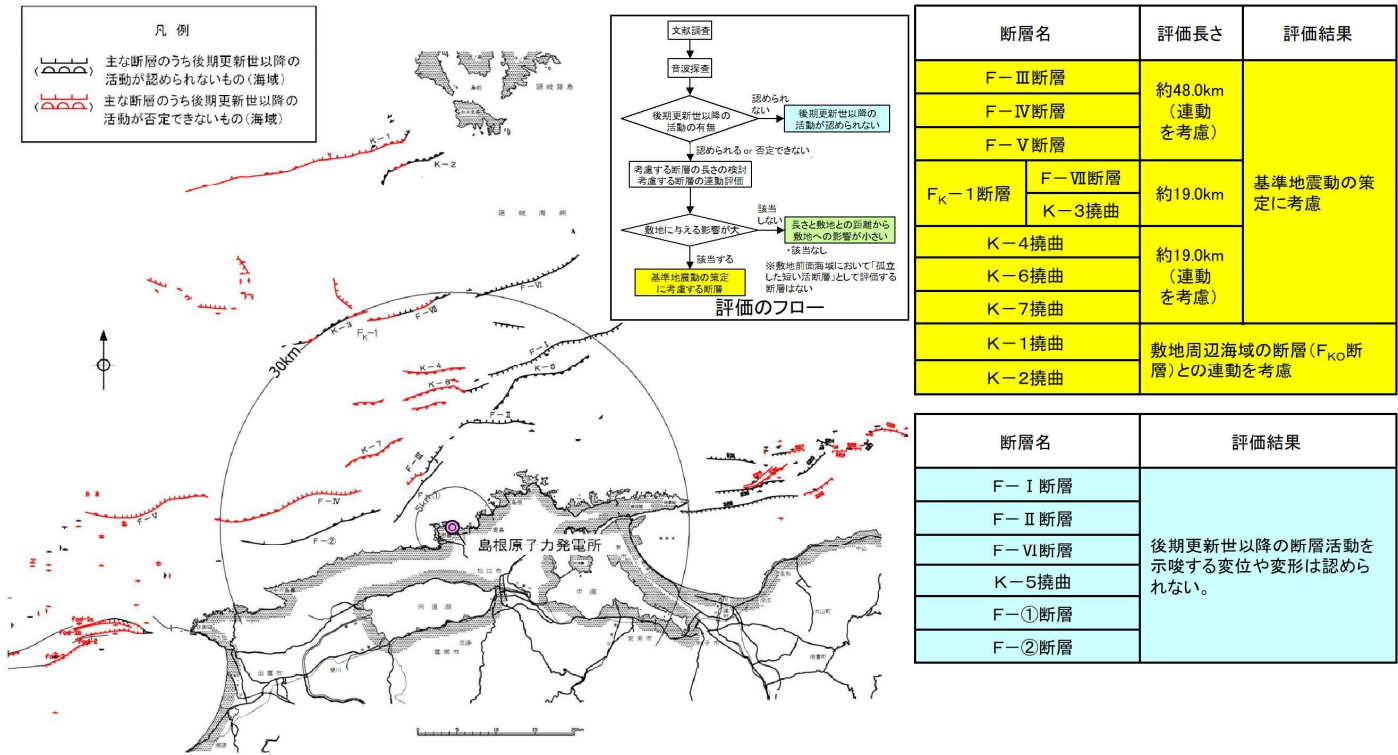 凡 例
主な断層のうち後期更新世以降の
活動が認められないもの(海域)
主な断層のうち後期更新世以降の
活動が否定できないもの(海域)
文献調査
音波探査
後期更新世以降の
活動の有無
認められ
ない
後期更新世以降の
活動が認められない
認められる or 否定できない
考慮する断層の長さの検討
考慮する断層の連動評価
敷地に与える影響が大
該当
しない
長さと敷地との距離から
敷地への影響が小さい
・該当なし
該当する
基準地震動の策定
に考慮する断層
※敷地前面海域において「孤立
した短い活断層」として評価する
断層はない
評価のフロー
断層名
評価長さ
評価結果
F-Ⅲ断層
F-Ⅳ断層
F-Ⅴ断層
約48.0km
(連動
を考慮)
FK-1断層
F-Ⅶ断層
K-3撓曲
約19.0km
K-4撓曲
K-6撓曲
K-7撓曲
約19.0km
(連動
を考慮)
基準地震動の策
定に考慮
K-1撓曲
K-2撓曲
敷地周辺海域の断層(FKO断
層)との連動を考慮
断層名
評価結果
F-Ⅰ断層
F-Ⅱ断層
F-Ⅵ断層
K-5撓曲
F-①断層
F-②断層
後期更新世以降の断層活動を
示唆する変位や変形は認めら
れない。
K-1
K-2
F-Ⅵ
F-Ⅶ
K-3
FK-1
30km
F-Ⅰ
K-4
K-5
K-6
F-Ⅱ
K-7
F-Ⅲ
F-①
5km
F-Ⅳ
F-Ⅴ
F-②
島根原子力発電所
松江市
宍道湖
中海
出雲市
安来市
大山町
20km